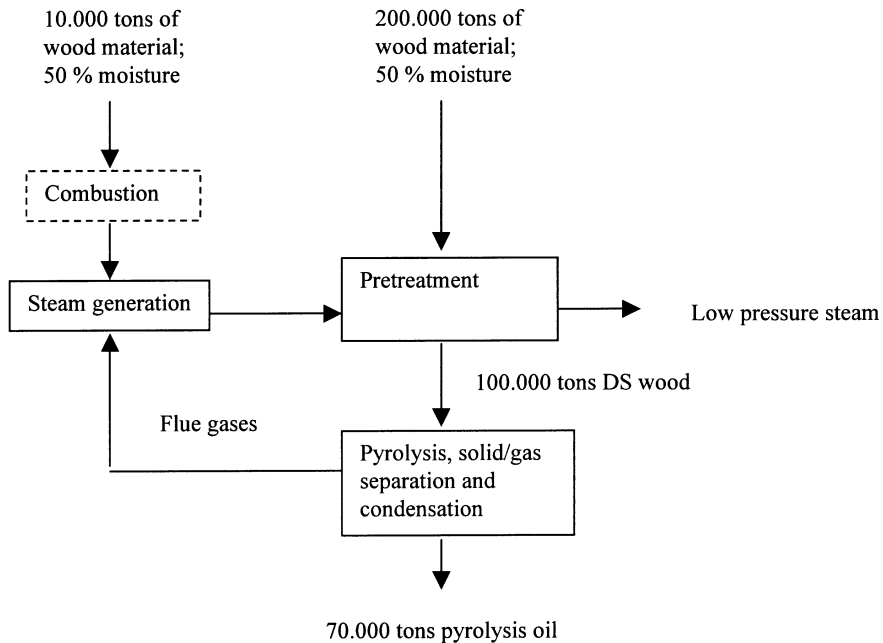 10.000 tons of
wood material;
50 % moisture
200.000 tons of
wood material;
50 % moisture
Combustion
Steam generation
Pretreatment
Low pressure steam
100.000 tons DS wood
Flue gases
Pyrolysis, solid/gas
separation and
condensation
70.000 tons pyrolysis oil